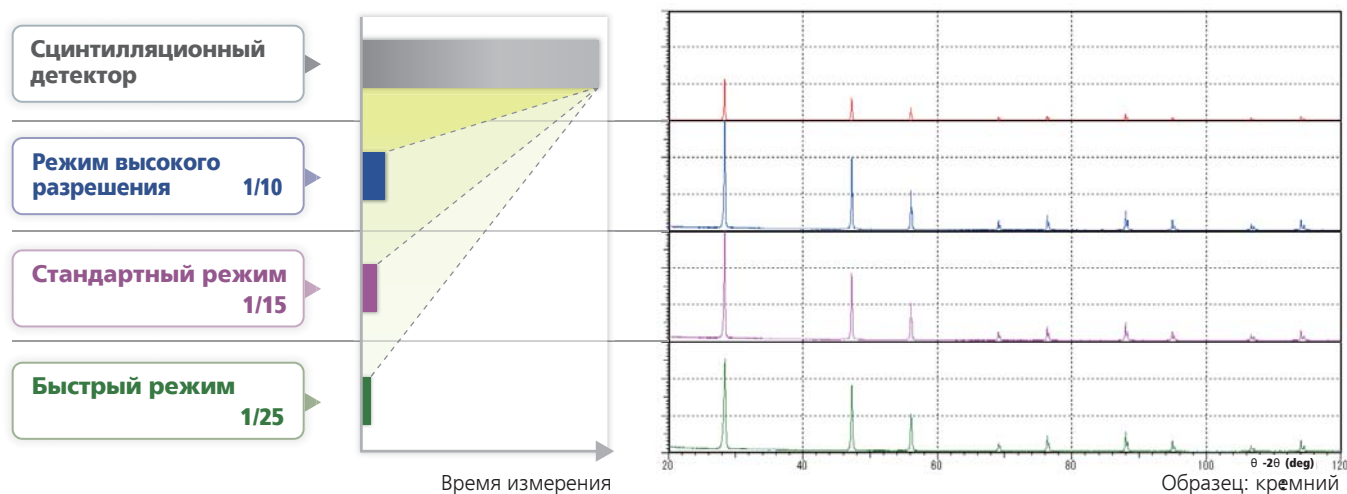 Сцинтилляционный
детектор
Режим высокого
разрешения 1/10
Стандартный режим
1/15
Быстрый режим
1/25
Время измерения
20 40 60 80 100 120
θ -2θ (deg)
Образец: кремний